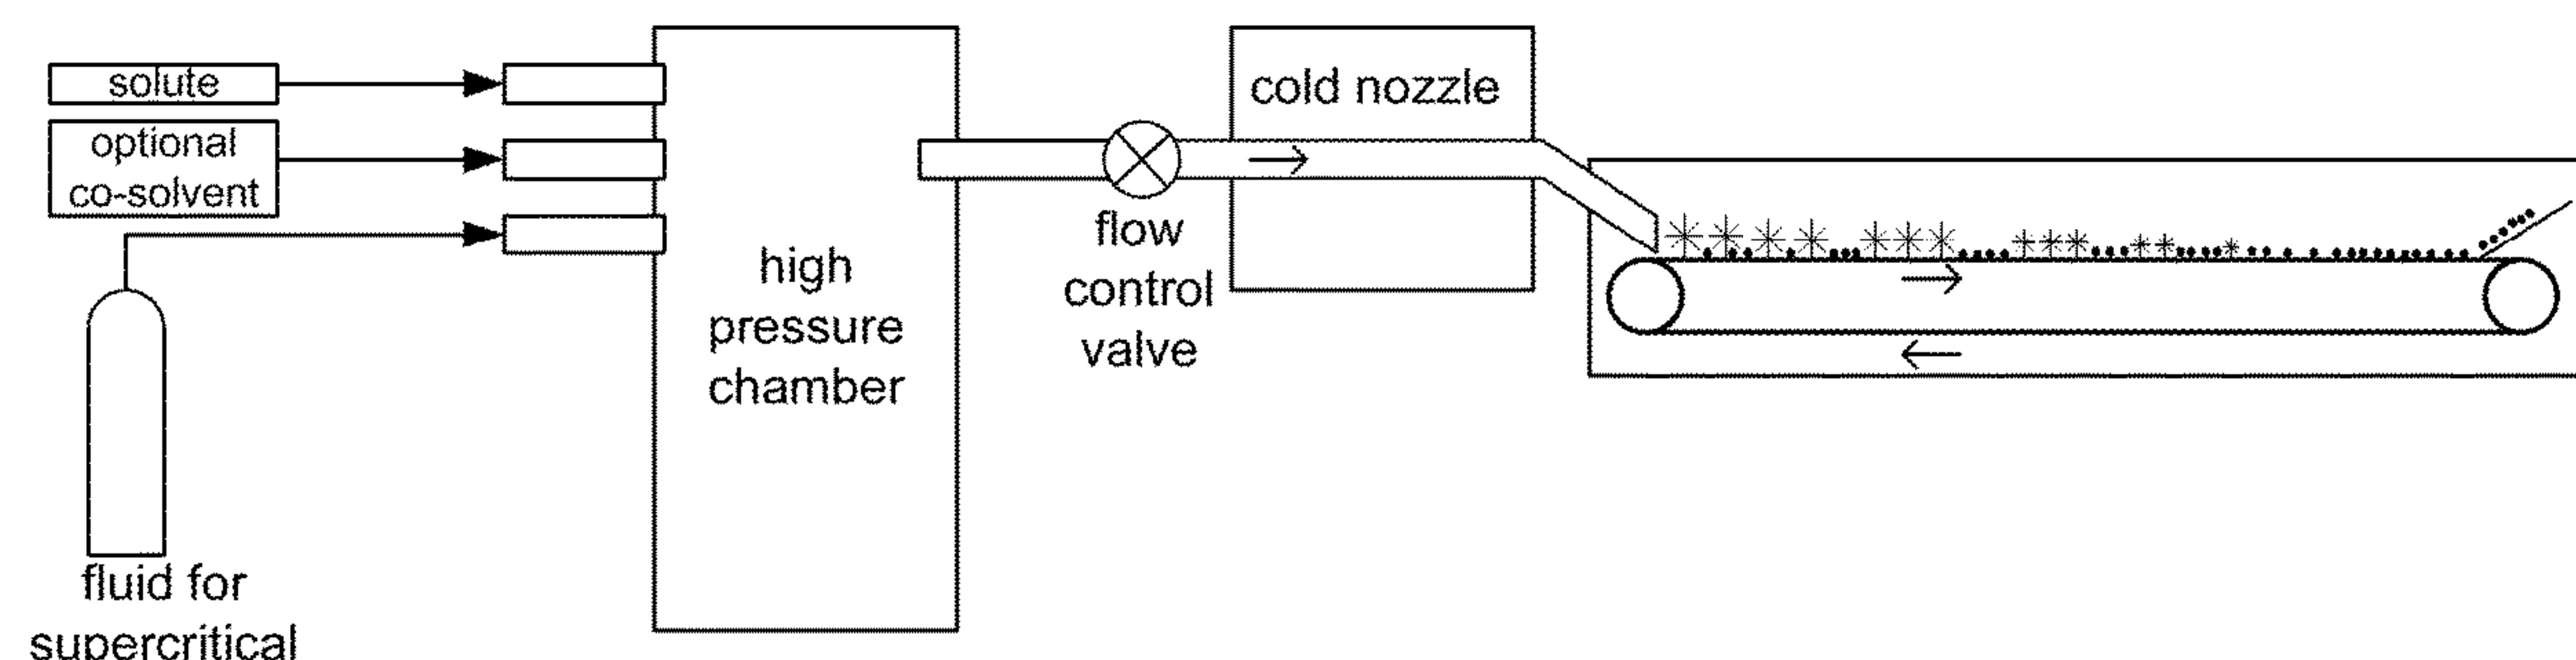 solute
optional
co-solvent
fluid for
supercritical
high
pressure
chamber
flow
control
valve
cold nozzle